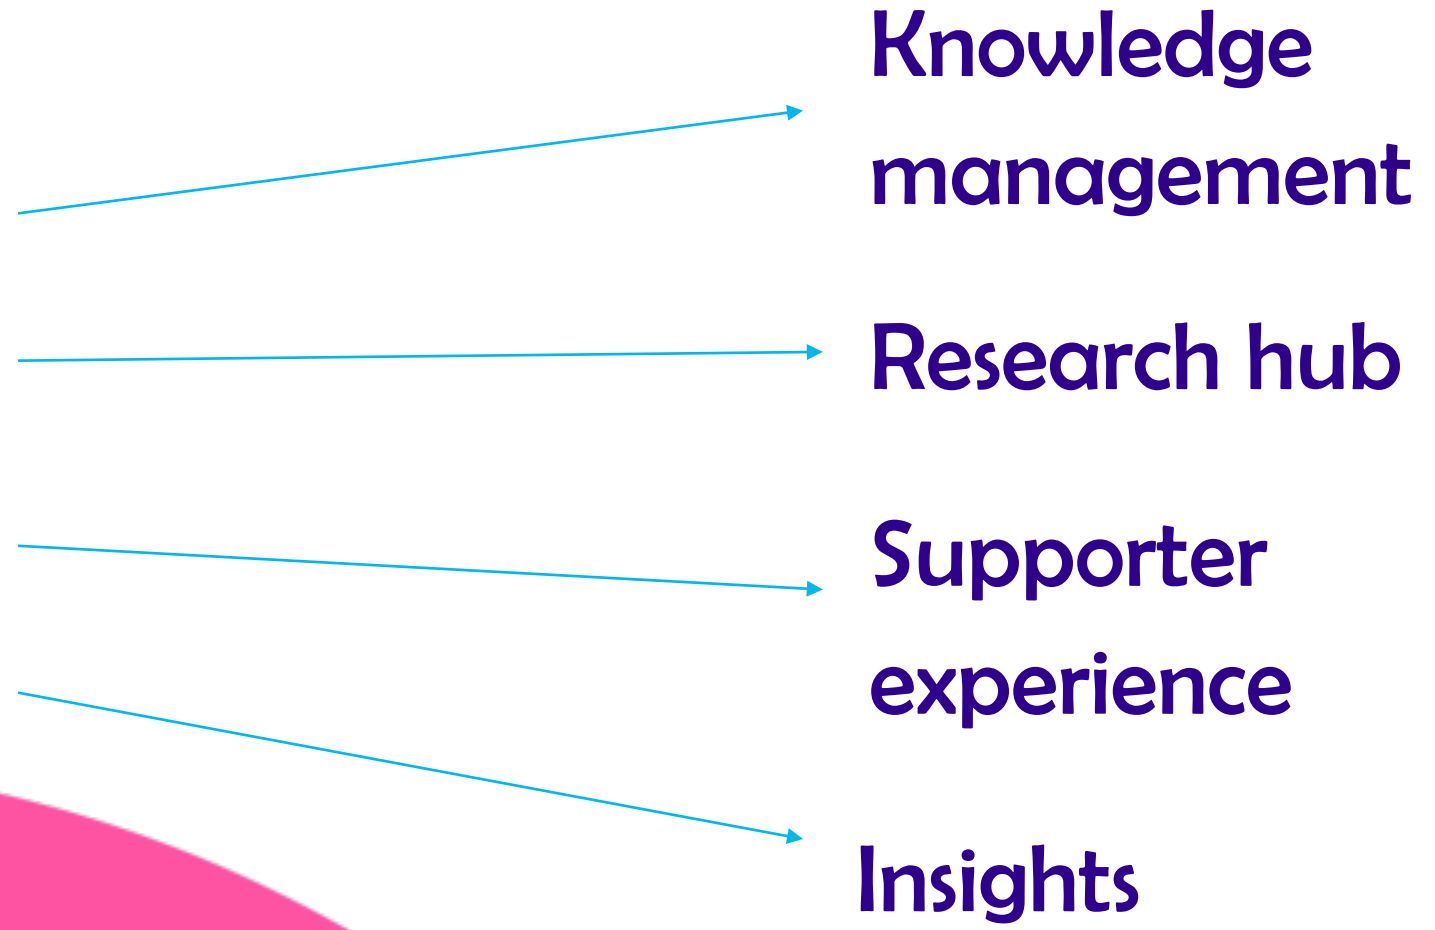 Knowledge
management
Research hub
Supporter
experience
Insights